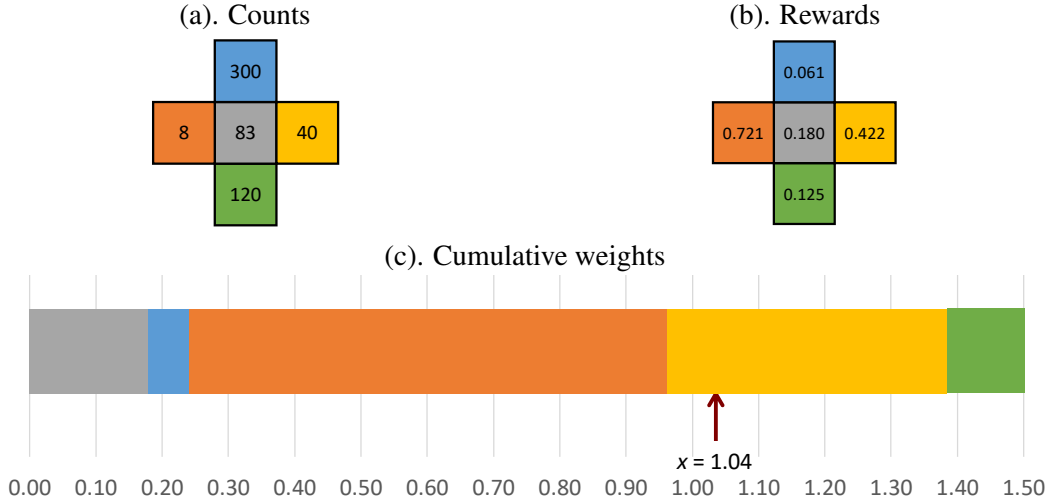 (a). Counts
(b). Rewards
300
0.061
8 83 40
0.721 0.180 0.422
120
0.125
(c). Cumulative weights
x = 1.04
0.00 0.10 0.20 0.30 0.40 0.50 0.60 0.70 0.80 0.90 1.00 1.10 1.20 1.30 1.40 1.50